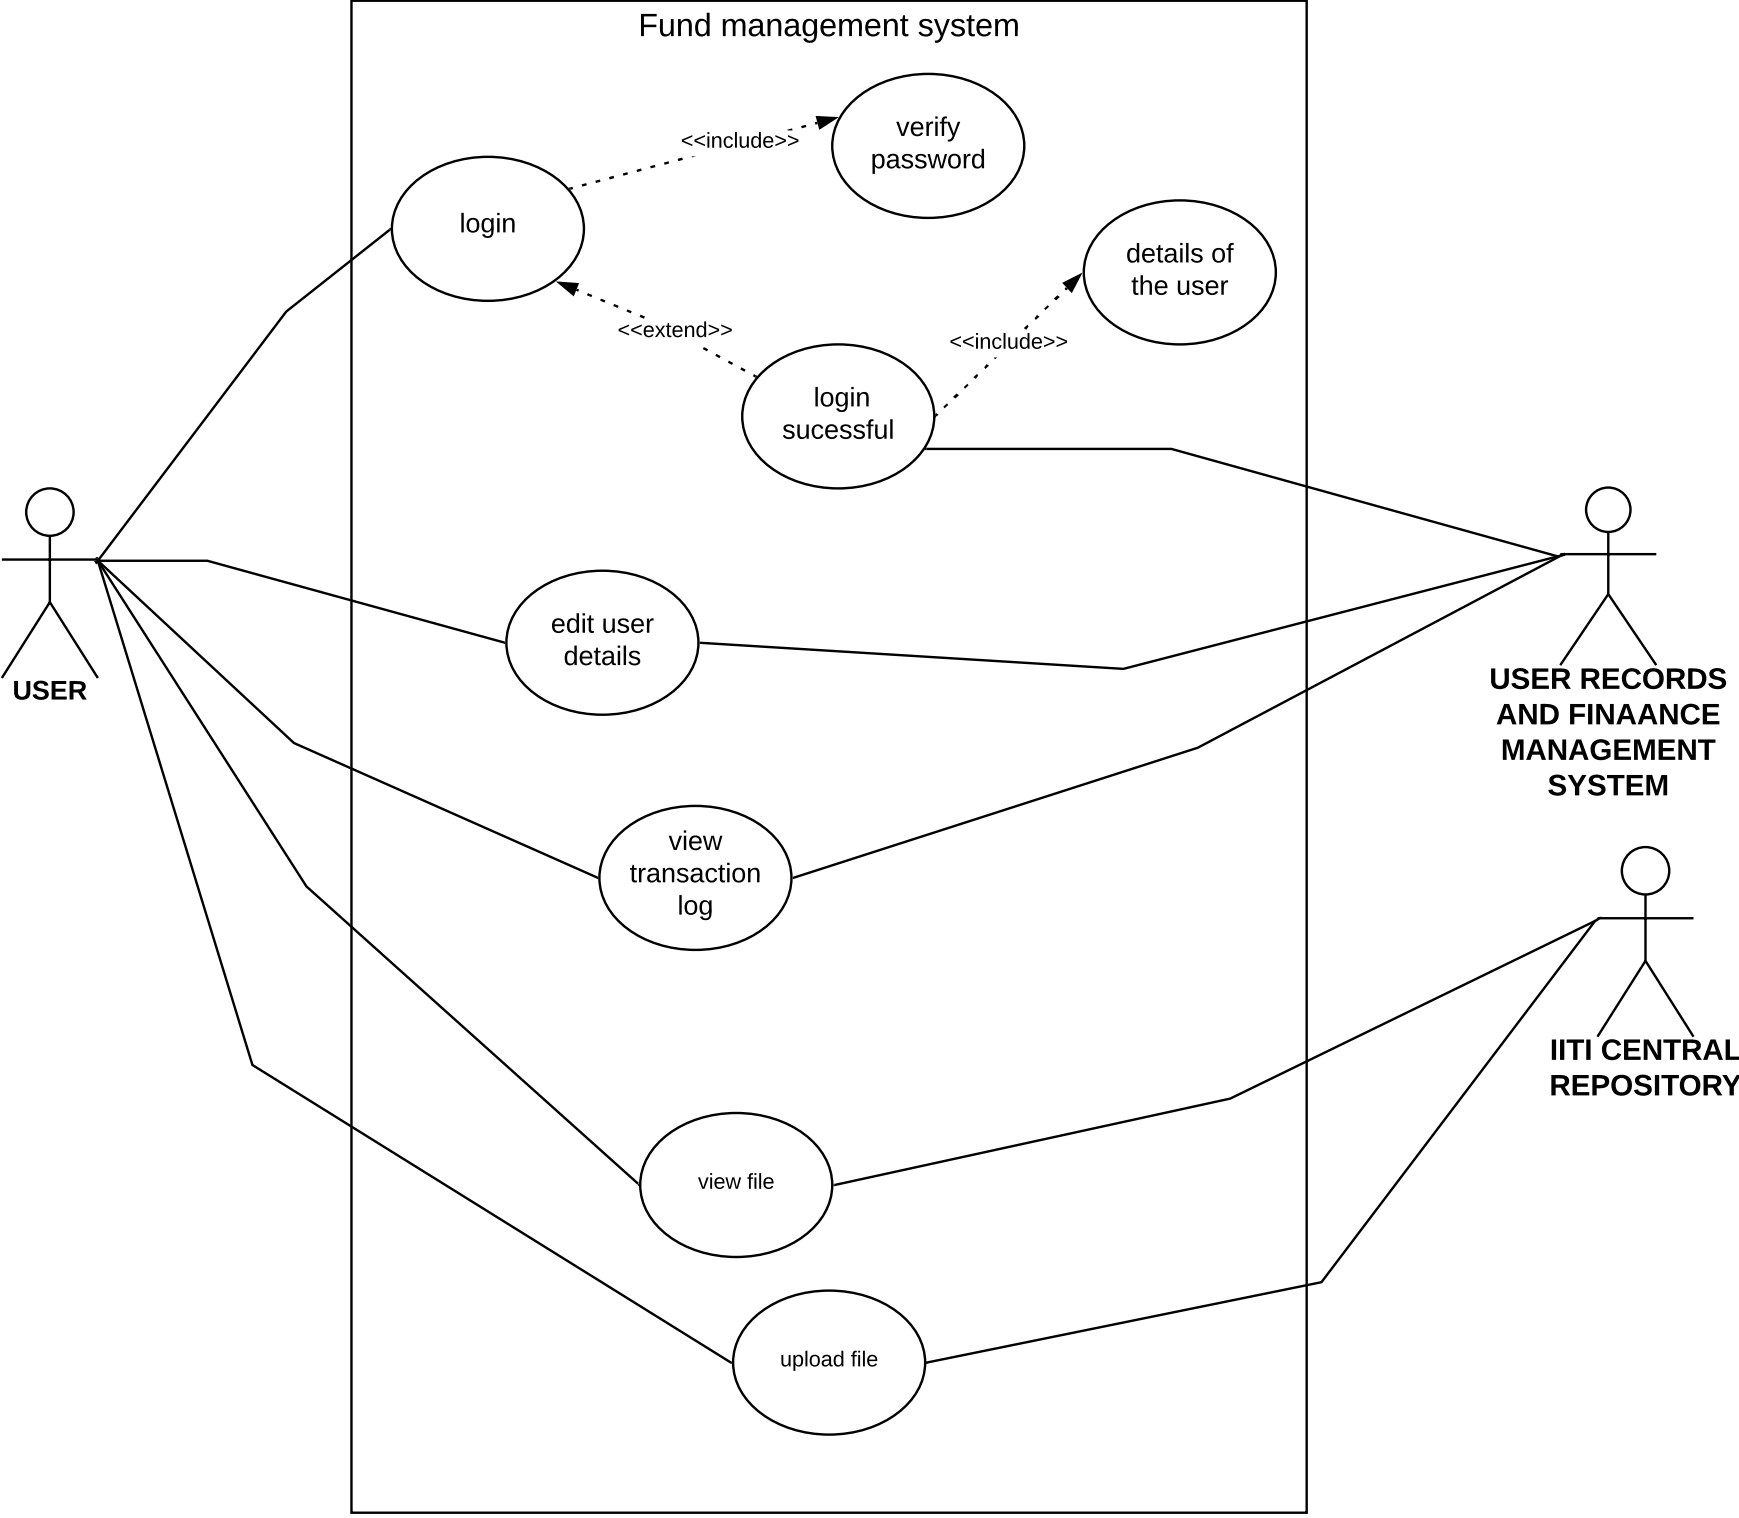 Fund management system
verify
password
<<include>>
login
details of
the user
<<extend>>
<<include>>
login
sucessful
edit user
details
USER
USER RECORDS
AND FINAANCE
MANAGEMENT
SYSTEM
view
transaction
log
IITI CENTRAL
REPOSITORY
view file
upload file